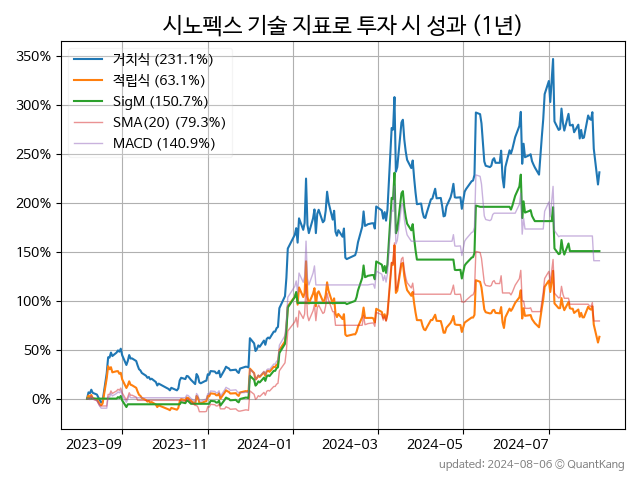 시노펙스 기술 지표로 투자 시 성과 (1년)
350%
300%
250%
200%
150%
100%
50%
0%
거치식 (231.1%)
적립식 (63.1%)
SigM (150.7%)
SMA(20) (79.3%)
MACD (140.9%)
2023-09
2023-11
2024-01
2024-03
2024-05
2024-07
updated: 2024-08-06 © QuantKang